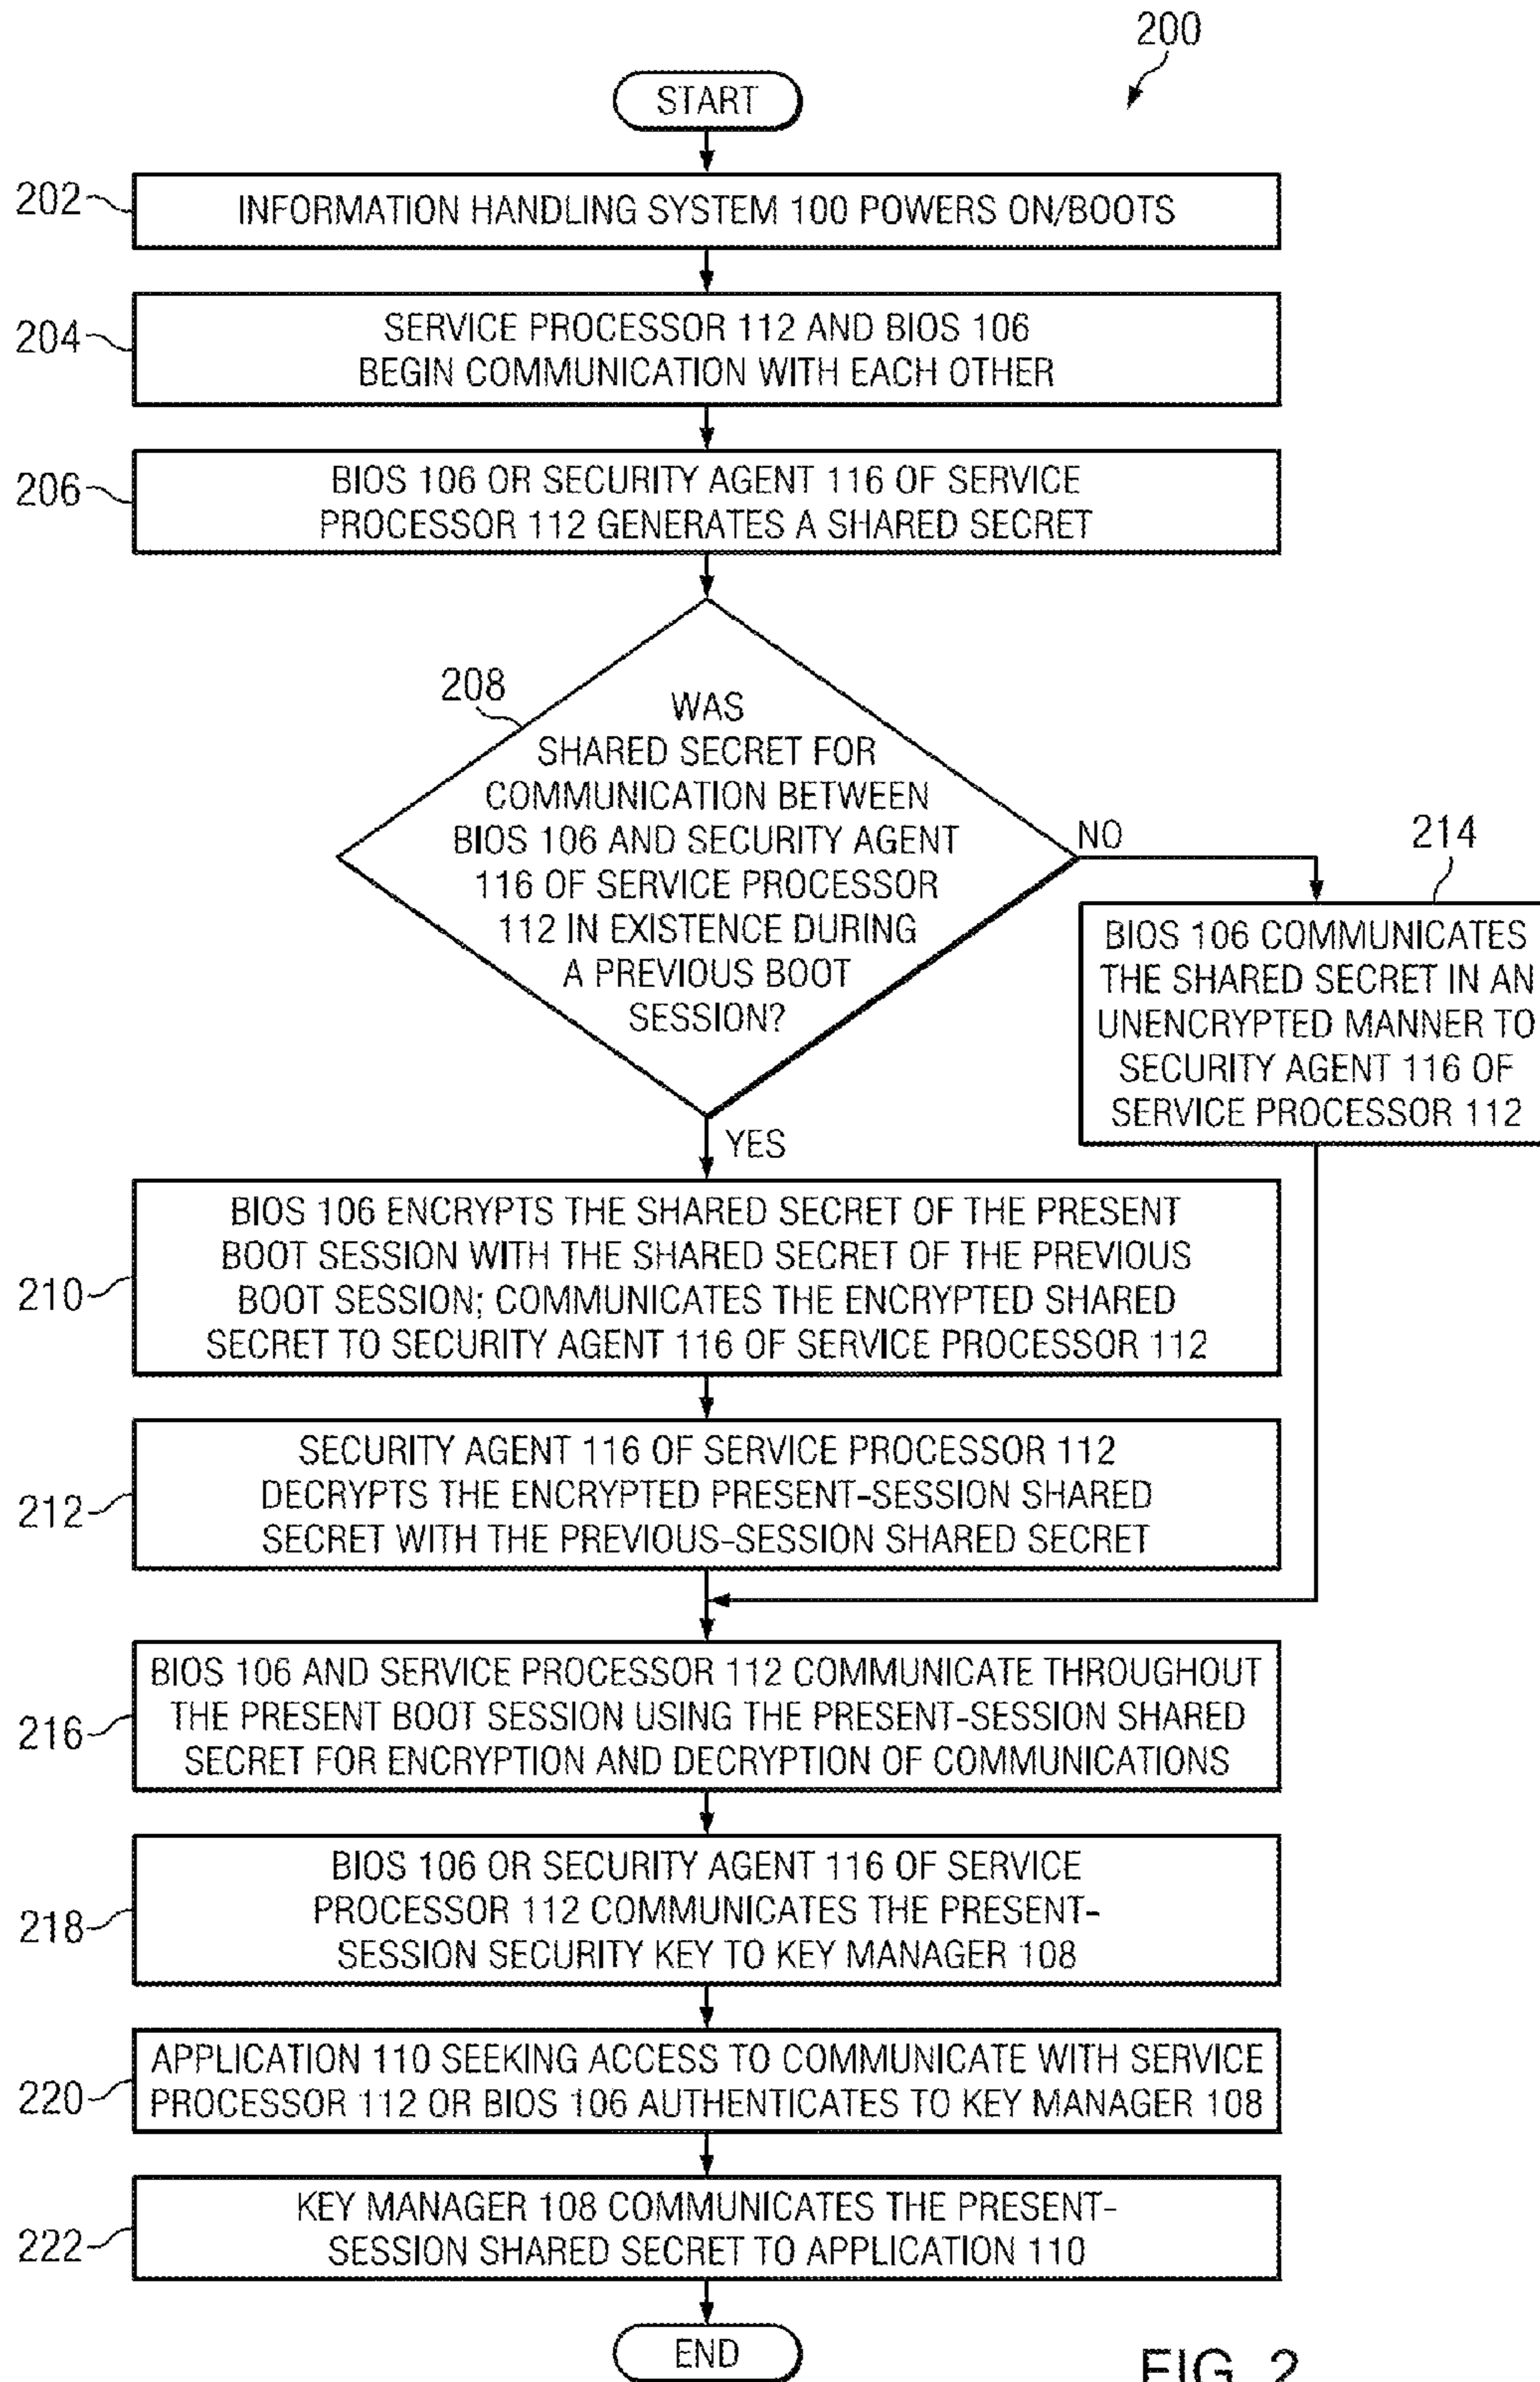 200
START
202
INFORMATION HANDLING SYSTEM 100 POWERS ON/BOOTS
204
SERVICE PROCESSOR 112 AND BIOS 106
BEGIN COMMUNICATION WITH EACH OTHER
206
BIOS 106 OR SECURITY AGENT 116 OF SERVICE
PROCESSOR 112 GENERATES A SHARED SECRET
208
WAS
SHARED SECRET FOR
COMMUNICATION BETWEEN
BIOS 106 AND SECURITY AGENT
116 OF SERVICE PROCESSOR
112 IN EXISTENCE DURING
A PREVIOUS BOOT
SESSION?
NO
214
BIOS 106 COMMUNICATES
THE SHARED SECRET IN AN
UNENCRYPTED MANNER TO
SECURITY AGENT 116 OF
SERVICE PROCESSOR 112
YES
210
BIOS 106 ENCRYPTS THE SHARED SECRET OF THE PRESENT
BOOT SESSION WITH THE SHARED SECRET OF THE PREVIOUS
BOOT SESSION; COMMUNICATES THE ENCRYPTED SHARED
SECRET TO SECURITY AGENT 116 OF SERVICE PROCESSOR 112
212
SECURITY AGENT 116 OF SERVICE PROCESSOR 112
DECRYPTS THE ENCRYPTED PRESENT-SESSION SHARED
SECRET WITH THE PREVIOUS-SESSION SHARED SECRET
216
BIOS 106 AND SERVICE PROCESSOR 112 COMMUNICATE THROUGHOUT
THE PRESENT BOOT SESSION USING THE PRESENT-SESSION SHARED
SECRET FOR ENCRYPTION AND DECRYPTION OF COMMUNICATIONS
218
BIOS 106 OR SECURITY AGENT 116 OF SERVICE
PROCESSOR 112 COMMUNICATES THE PRESENT-
SESSION SECURITY KEY TO KEY MANAGER 108
220
APPLICATION 110 SEEKING ACCESS TO COMMUNICATE WITH SERVICE
PROCESSOR 112 OR BIOS 106 AUTHENTICATES TO KEY MANAGER 108
222
KEY MANAGER 108 COMMUNICATES THE PRESENT-
SESSION SHARED SECRET TO APPLICATION 110
END
FIG. 2